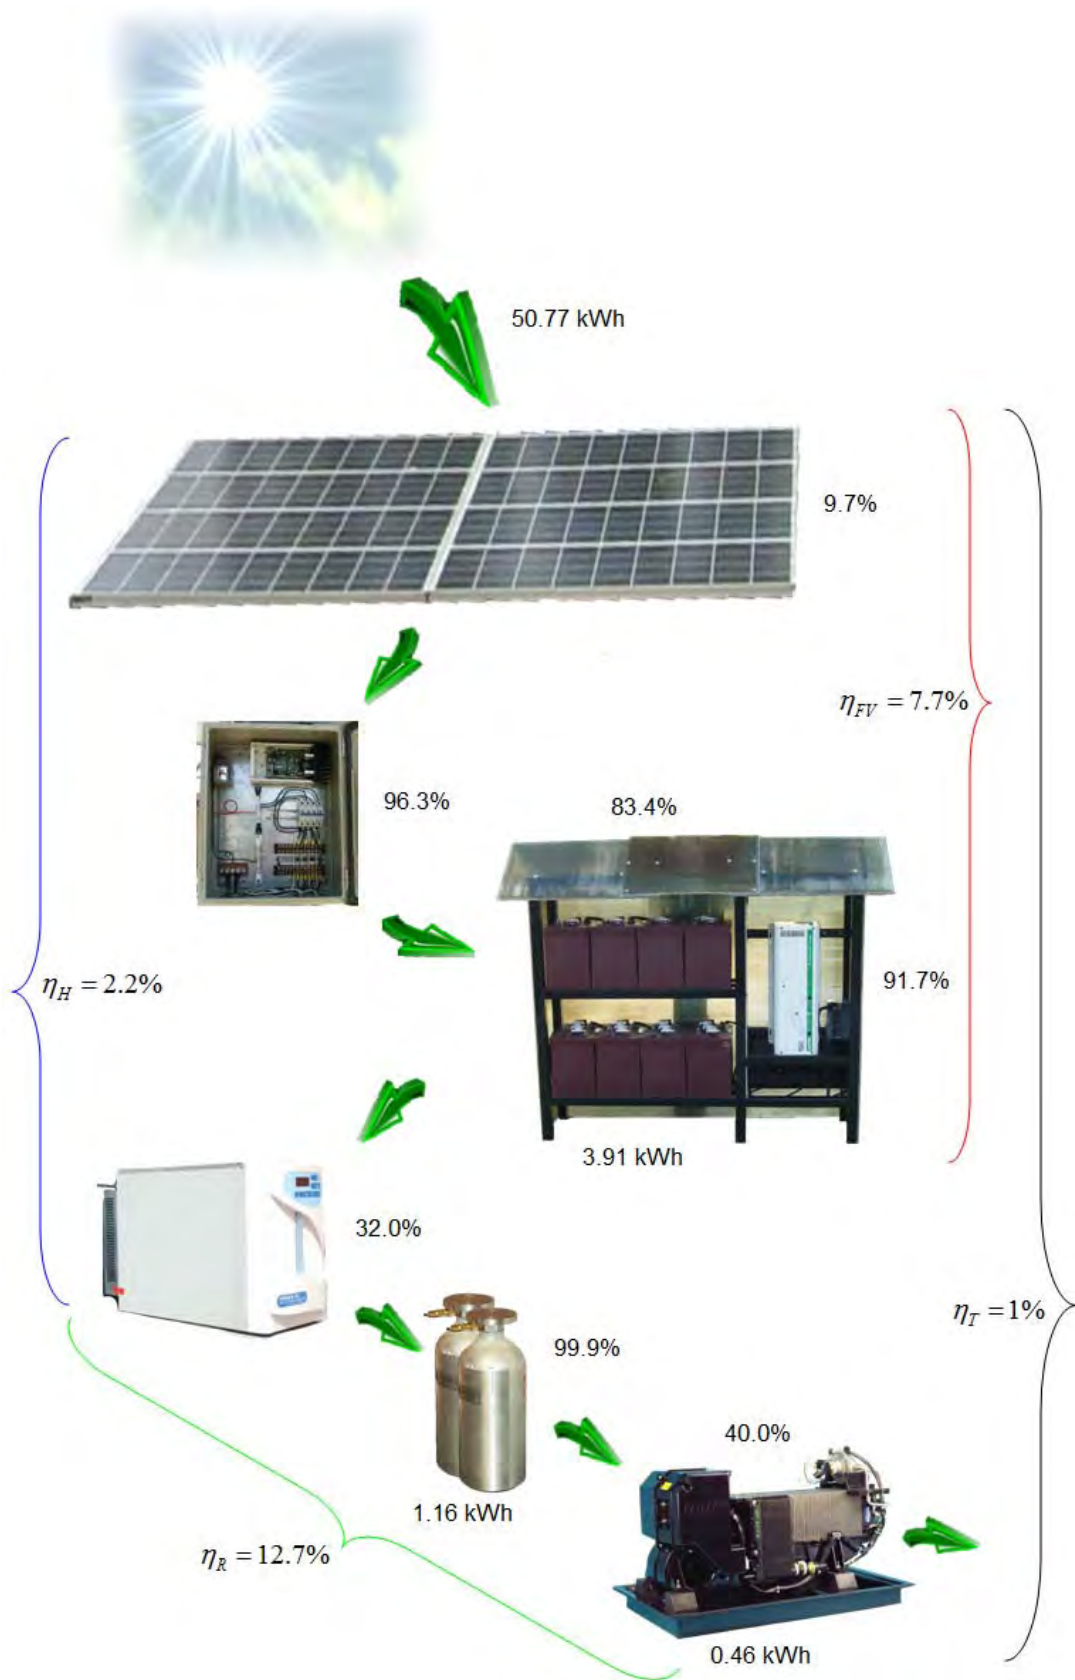 50.77 kWh
9.7%
η_FV = 7.7%
96.3%
83.4%
91.7%
η_H = 2.2%
3.91 kWh
32.0%
η_T = 1%
99.9%
40.0%
1.16 kWh
η_R = 12.7%
0.46 kWh